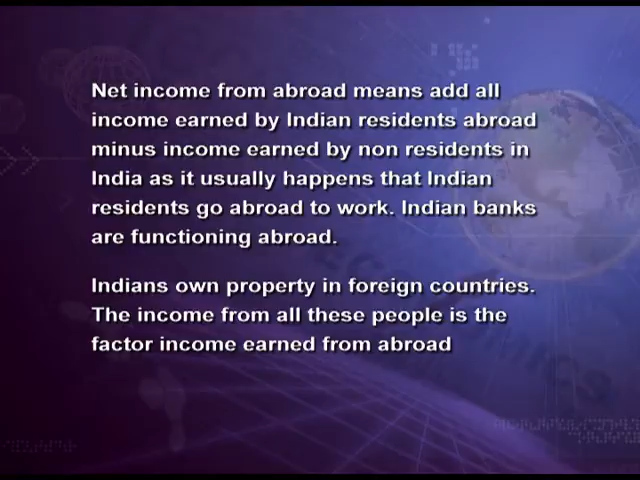 Net income from abroad means add all
income earned by Indian residents abroad
minus income earned by non residents in
India as it usually happens that Indian
residents go abroad to work. Indian banks
are functioning abroad.
Indians own property in foreign countries.
The income from all these people is the
factor income earned from abroad